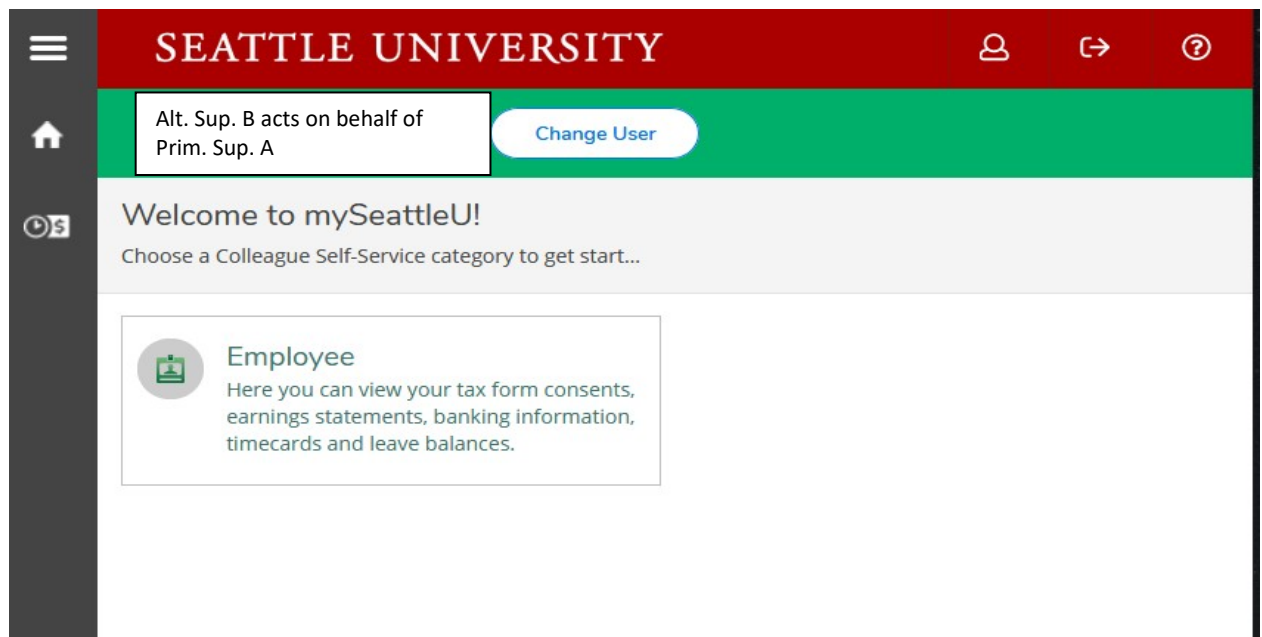 SEATTLE UNIVERSITY
Alt. Sup. B acts on behalf of
Prim. Sup. A
Change User
Welcome to mySeattleU!
Choose a Colleague Self-Service category to get start...
Employee
Here you can view your tax form consents,
earnings statements, banking information,
timecards and leave balances.